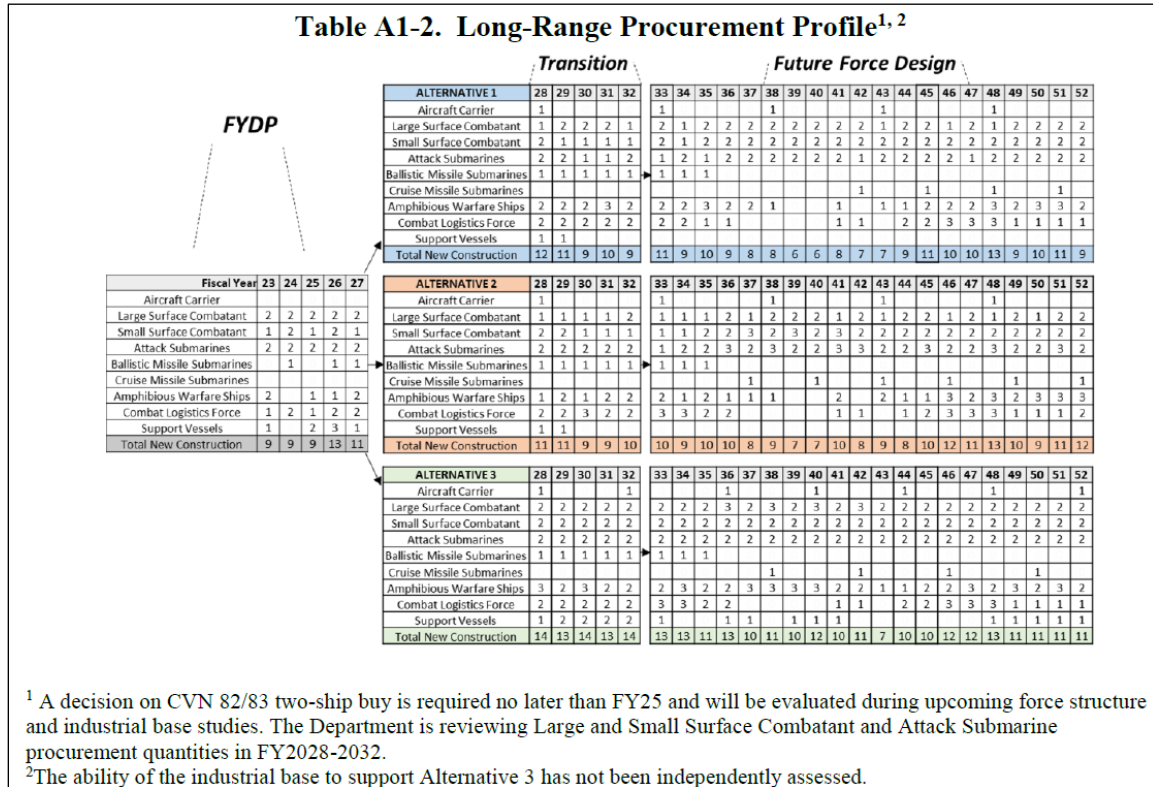 Table A1-2. Long-Range Procurement Profile1, 2
Transition
Future Force Design
FYDP
ALTERNATIVE 1 28 29 30 31 32 33 34 35 36 37 38 39 40 41 42 43 44 45 46 47 48 49 50 51 52
Aircraft Carrier 1 1 1 1 1
Large Surface Combatant 1 2 2 2 1 2 1 2 2 2 2 2 2 2 2 1 2 2 1 2 1 2 2 2 2
Small Surface Combatant 2 1 1 1 1 2 1 2 2 2 2 2 2 2 2 2 2 2 2 2 2 2 2 2 2
Attack Submarines 2 2 1 1 2 1 2 1 2 2 2 2 2 2 1 2 2 2 2 1 2 2 2 2 2
Ballistic Missile Submarines 1 1 1 1 1 1 1 1
Cruise Missile Submarines 1 1 1 1
Amphibious Warfare Ships 2 2 2 3 2 2 2 3 2 2 1 1 1 1 2 2 2 3 2 3 3 2
Combat Logistics Force 2 2 2 2 2 2 2 1 1 1 1 2 2 3 3 3 1 1 1 1
Support Vessels 1 1
Total New Construction 12 11 9 10 9 11 9 10 9 8 8 6 6 8 7 7 9 11 10 10 13 9 10 11 9
Fiscal Year 23 24 25 26 27
Aircraft Carrier
Large Surface Combatant 2 2 2 2 2
Small Surface Combatant 1 2 1 2 1
Attack Submarines 2 2 2 2 2
Ballistic Missile Submarines 1 1 1
Cruise Missile Submarines
Amphibious Warfare Ships 2 1 1 2
Combat Logistics Force 1 2 1 2 2
Support Vessels 1 2 3 1
Total New Construction 9 9 9 13 11
ALTERNATIVE 2 28 29 30 31 32 33 34 35 36 37 38 39 40 41 42 43 44 45 46 47 48 49 50 51 52
Aircraft Carrier 1 1 1 1 1
Large Surface Combatant 1 1 1 1 2 1 1 1 2 1 2 2 2 1 2 1 2 2 1 2 1 2 1 2 2
Small Surface Combatant 2 2 1 1 1 1 1 2 2 3 2 3 2 3 2 2 2 2 2 2 2 2 2 2 2
Attack Submarines 2 2 2 2 2 1 2 2 3 2 3 2 2 3 3 2 2 3 2 2 3 2 2 3 2
Ballistic Missile Submarines 1 1 1 1 1 1 1 1
Cruise Missile Submarines 1 1 1 1 1 1
Amphibious Warfare Ships 1 2 1 2 2 2 1 2 1 1 1 2 2 1 1 3 2 3 2 3 3 3
Combat Logistics Force 2 2 3 2 2 3 3 2 2 1 1 1 2 3 3 3 1 1 1 2
Support Vessels 1 1
Total New Construction 11 11 9 9 10 10 9 10 10 8 9 7 7 10 8 9 8 10 12 11 13 10 9 11 12
ALTERNATIVE 3 28 29 30 31 32 33 34 35 36 37 38 39 40 41 42 43 44 45 46 47 48 49 50 51 52
Aircraft Carrier 1 1 1 1 1 1 1
Large Surface Combatant 2 2 2 2 2 2 2 2 3 2 3 2 3 2 3 2 2 2 2 2 2 2 2 2 2
Small Surface Combatant 2 2 2 2 2 2 2 2 2 2 2 2 2 2 2 2 2 2 2 2 2 2 2 2 2
Attack Submarines 2 2 2 2 2 2 2 2 2 2 2 2 2 2 2 2 2 2 2 2 2 2 2 2 2
Ballistic Missile Submarines 1 1 1 1 1 1 1 1
Cruise Missile Submarines 1 1 1 1
Amphibious Warfare Ships 3 2 3 2 2 2 3 2 2 3 3 3 3 2 2 1 1 2 2 3 2 3 2 3 2
Combat Logistics Force 2 2 2 2 2 3 3 2 2 1 1 2 2 3 3 3 1 1 1 1
Support Vessels 1 2 2 2 2 1 1 1 1 1 1 1 1 1 1 1
Total New Construction 14 13 14 13 14 13 13 11 13 10 11 10 12 10 11 7 10 10 12 12 13 11 11 11 11
1 A decision on CVN 82/83 two-ship buy is required no later than FY25 and will be evaluated during upcoming force structure
and industrial base studies. The Department is reviewing Large and Small Surface Combatant and Attack Submarine
procurement quantities in FY2028-2032.
2The ability of the industrial base to support Alternative 3 has not been independently assessed.